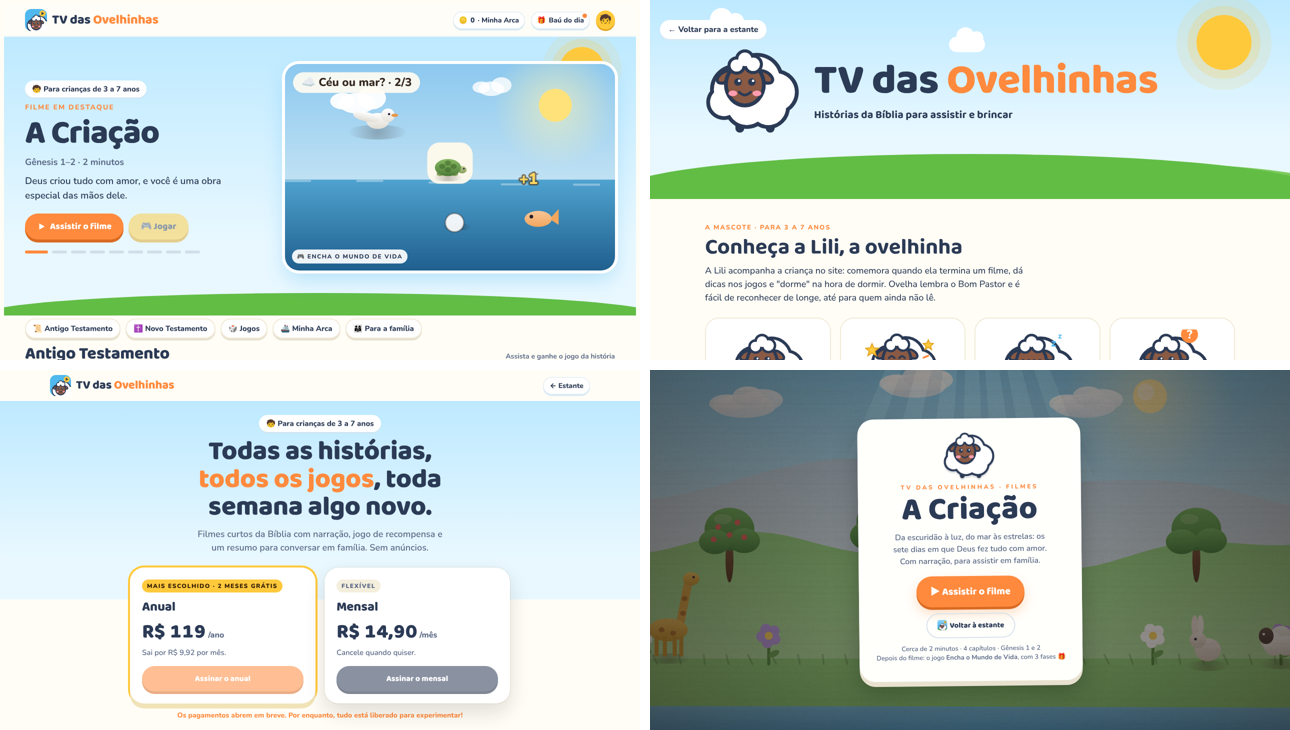 TV das Ovelhinhas
0 · Minha Arca
Baú do dia
Para crianças de 3 a 7 anos
FILME EM DESTAQUE
A Criação
Gênesis 1–2 · 2 minutos
Deus criou tudo com amor, e você é uma obra
especial das mãos dele.
Assistir o filme
Jogar
Céu ou mar? · 2/3
+1
ENCHA O MUNDO DE VIDA
Antigo Testamento
Novo Testamento
Jogos
Minha Arca
Para a família
Antigo Testamento
Assista e ganhe o jogo da história
← Voltar para a estante
TV das Ovelhinhas
Histórias da Bíblia para assistir e brincar
A MASCOTE · PARA 3 A 7 ANOS
Conheça a Lili, a ovelhinha
A Lili acompanha a criança no site: comemora quando ela termina um filme, dá
dicas nos jogos e "dorme" na hora de dormir. Ovelha lembra o Bom Pastor e é
fácil de reconhecer de longe, até para quem ainda não lê.
z
?
TV das Ovelhinhas
← Estante
Para crianças de 3 a 7 anos
Todas as histórias,
todos os jogos, toda
semana algo novo.
Filmes curtos da Bíblia com narração, jogo de recompensa e
um resumo para conversar em família. Sem anúncios.
MAIS ESCOLHIDO · 2 MESES GRÁTIS
Anual
R$ 119 /ano
Sai por R$ 9,92 por mês.
Assinar o anual
FLEXÍVEL
Mensal
R$ 14,90 /mês
Cancele quando quiser.
Assinar o mensal
Os pagamentos abrem em breve. Por enquanto, tudo está liberado para experimentar!
TV DAS OVELHINHAS · FILMES
A Criação
Da escuridão à luz, do mar às estrelas: os
sete dias em que Deus fez tudo com amor.
Com narração, para assistir em família.
Assistir o filme
Voltar à estante
Cerca de 2 minutos · 4 capítulos · Gênesis 1 e 2
Depois do filme: o jogo Encha o Mundo de Vida, com 3 fases